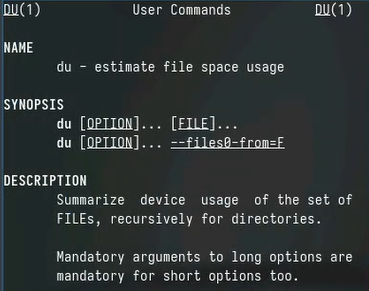 DU(1) User Commands DU(1)
NAME
du - estimate file space usage
SYNOPSIS
du [OPTION]... [FILE]...
du [OPTION]... --files0-from=F
DESCRIPTION
Summarize device usage of the set of
FILEs, recursively for directories.
Mandatory arguments to long options are
mandatory for short options too.